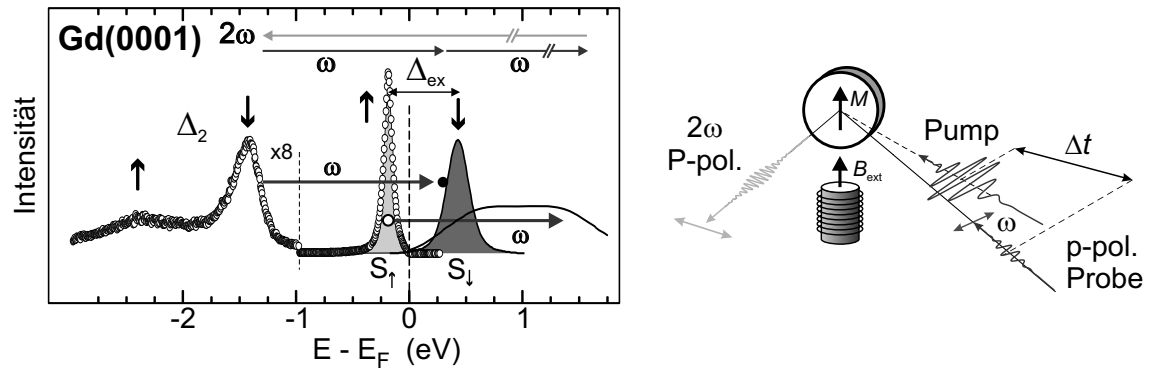 Gd(0001)
2ω
ω
ω
Δex
Δ2
x8
ω
ω
S↑
S↓
Intensität
-2
-1
0
1
E - EF (eV)
M
2ω
P-pol.
Pump
Δt
Bext
ω
p-pol.
Probe